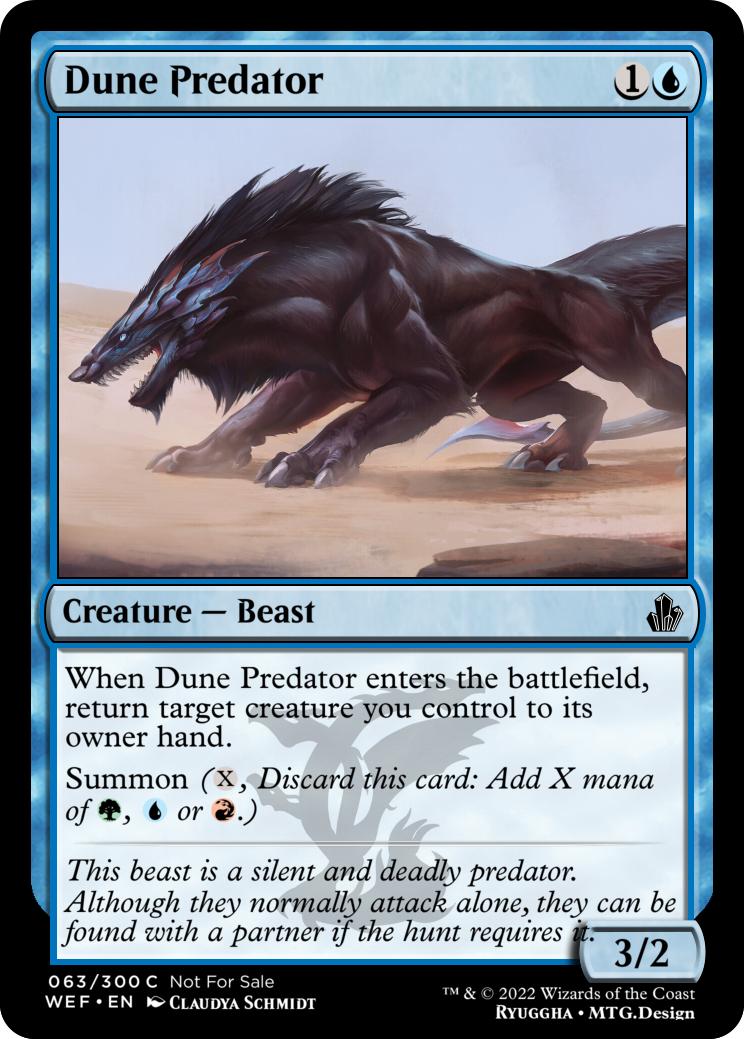 Dune Predator 1
Creature — Beast
When Dune Predator enters the battlefield,
return target creature you control to its
owner hand.
Summon (X, Discard this card: Add X mana
of , or .)
This beast is a silent and deadly predator.
Although they normally attack alone, they can be
found with a partner if the hunt requires it.
3/2
063/300 C Not For Sale
WEF • EN Claudya Schmidt
™ & © 2022 Wizards of the Coast
Ryuggha • MTG.Design